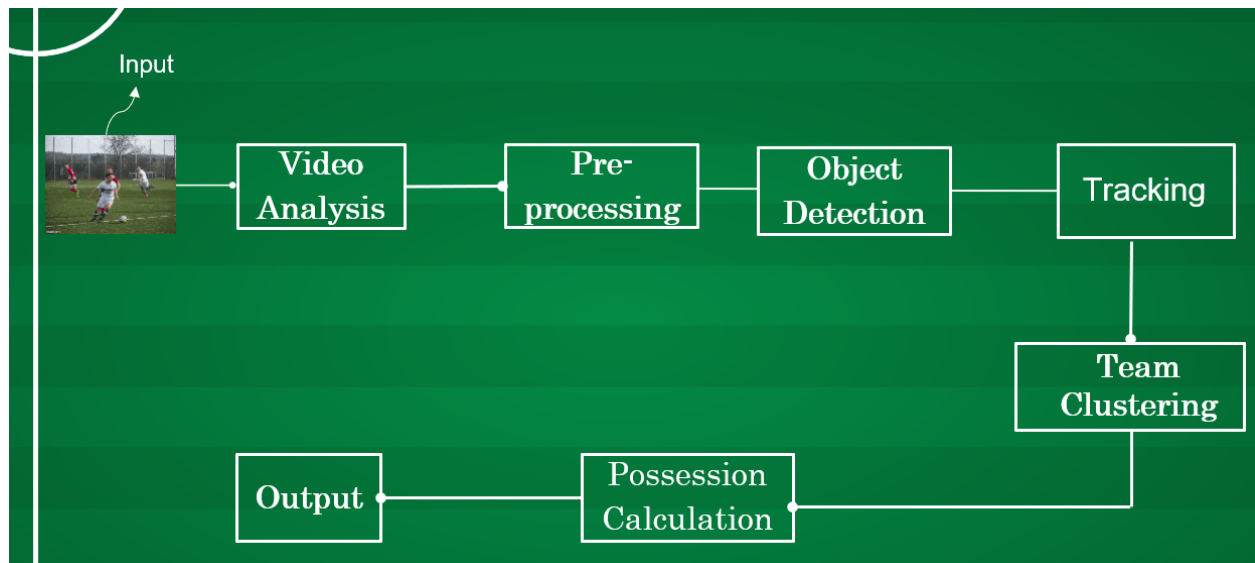 Input
Video
Analysis
Pre-
processing
Object
Detection
Tracking
Team
Clustering
Possession
Calculation
Output